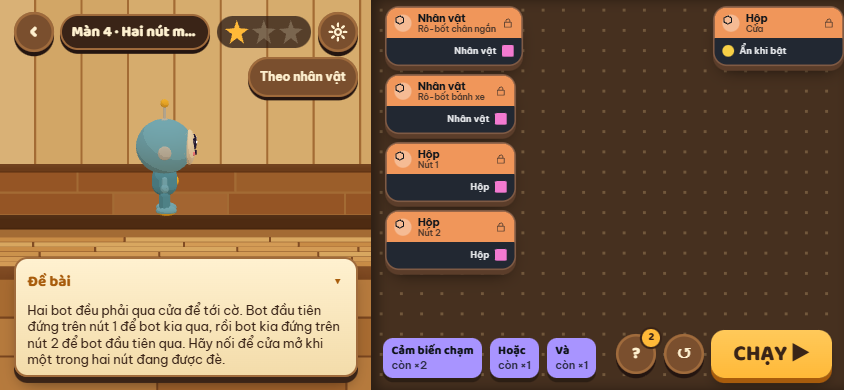 Màn 4 · Hai nút m...
Theo nhân vật
Đề bài
Hai bot đều phải qua cửa để tới cờ. Bot đầu tiên
đứng trên nút 1 để bot kia qua, rồi bot kia đứng trên
nút 2 để bot đầu tiên qua. Hãy nối để cửa mở khi
một trong hai nút đang được đè.
Nhân vật
Rô-bốt chân ngắn
Nhân vật
Nhân vật
Rô-bốt bánh xe
Nhân vật
Hộp
Nút 1
Hộp
Hộp
Nút 2
Hộp
Hộp
Cửa
Ẩn khi bật
Cảm biến chạm
còn ×2
Hoặc
còn ×1
Và
còn ×1
?
2
CHẠY